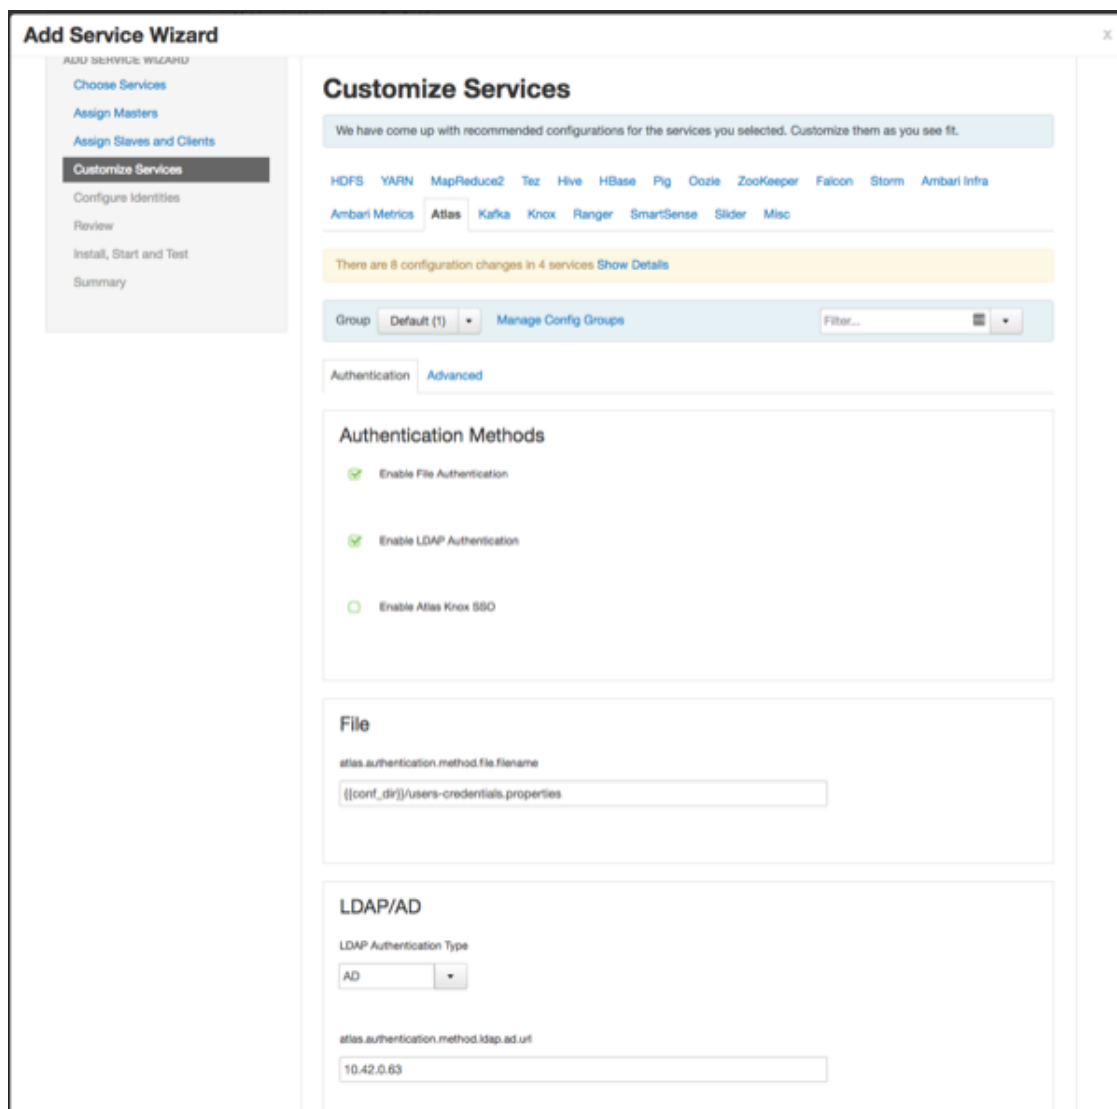 Add Service Wizard
x
ADD SERVICE WIZARD
Choose Services
Assign Masters
Assign Slaves and Clients
Customize Services
Configure Identities
Review
Install, Start and Test
Summary
Customize Services
We have come up with recommended configurations for the services you selected. Customize them as you see fit.
HDFS YARN MapReduce2 Tez Hive HBase Pig Oozie ZooKeeper Falcon Storm Ambari Infra
Ambari Metrics Atlas Kafka Knox Ranger SmartSense Slider Misc
There are 8 configuration changes in 4 services Show Details
Group Default (1) Manage Config Groups Filter...
Authentication Advanced
Authentication Methods
Enable File Authentication
Enable LDAP Authentication
Enable Atlas Knox SSO
File
atlas.authentication.method.file.filename
{{conf_dir}}/users-credentials.properties
LDAP/AD
LDAP Authentication Type
AD
atlas.authentication.method.ldap.ad.url
10.42.0.63